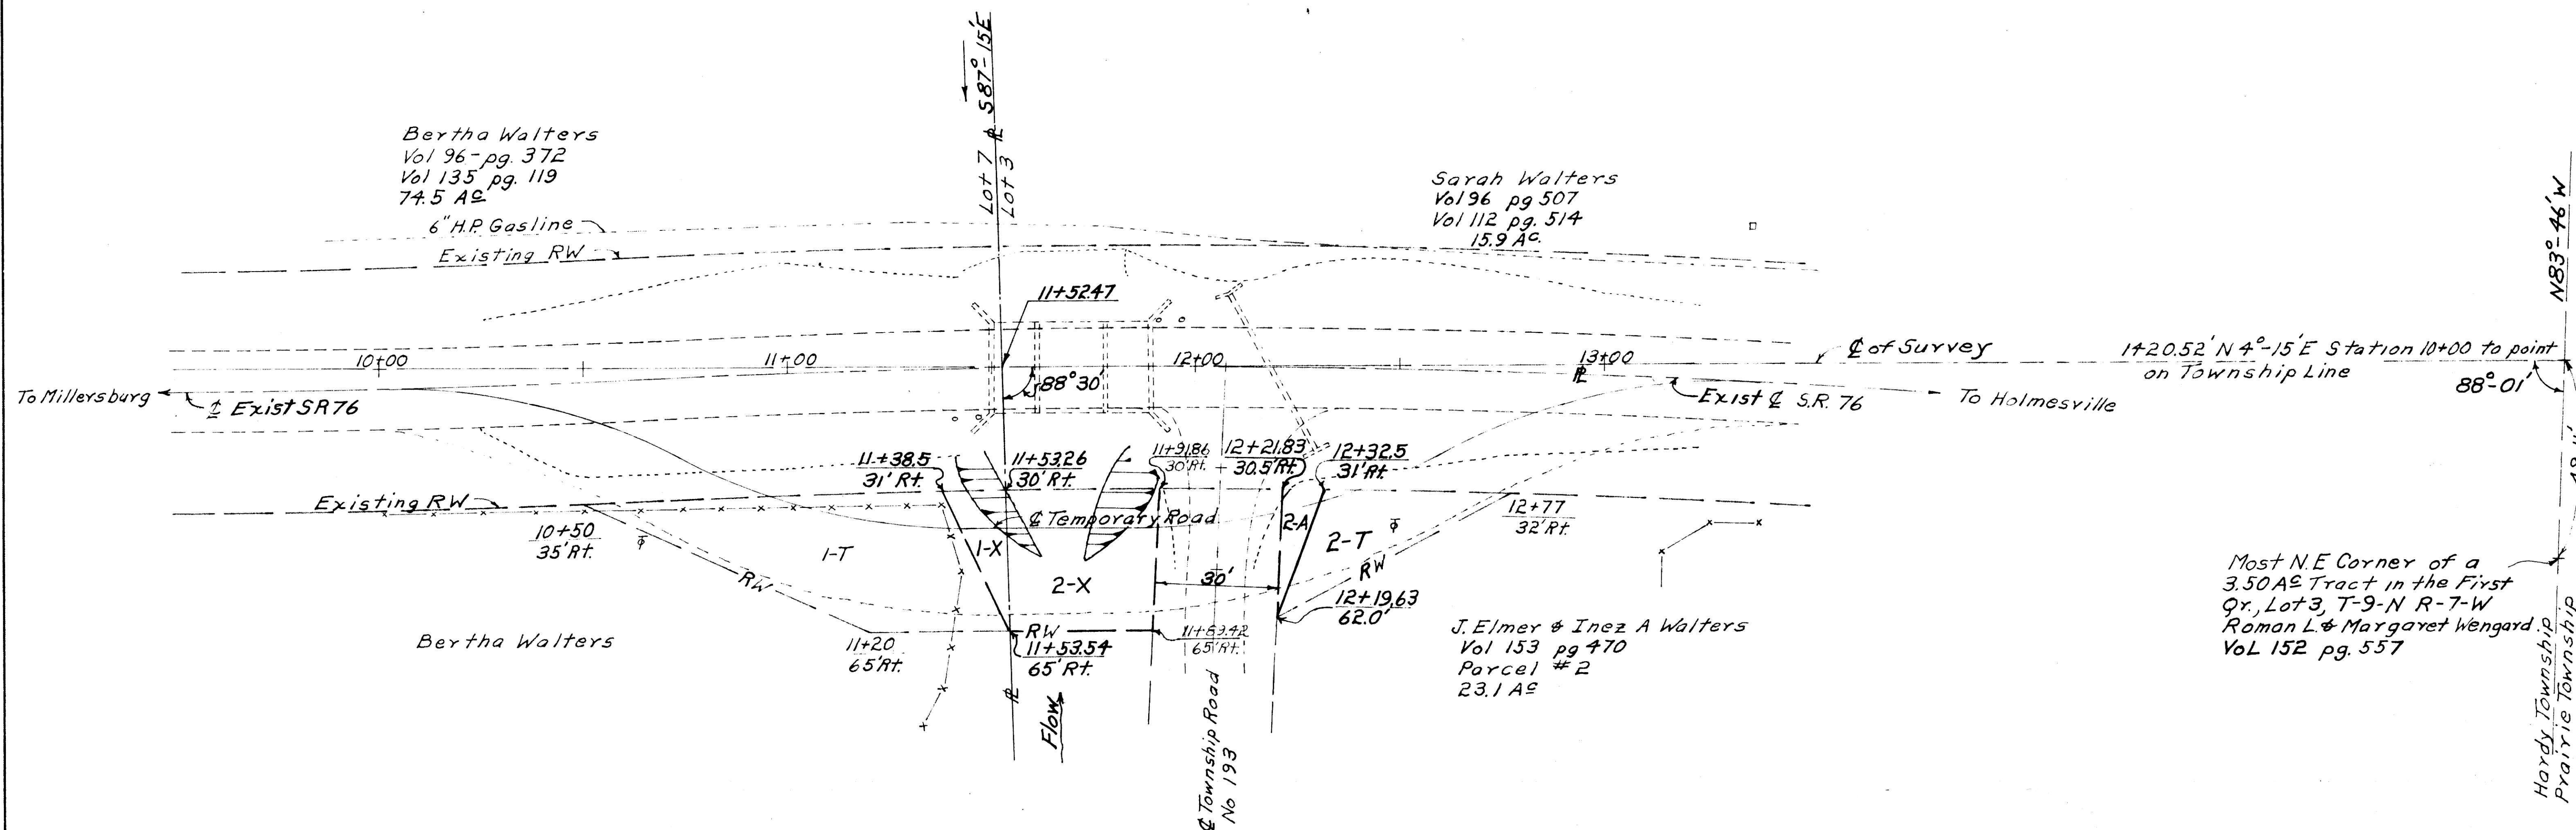 S87°-15'E
Lot 7
Lot 3
Bertha Walters
Vol 96-pg. 372
Vol 135 pg. 119
74.5 Ac
6" H.P. Gasline
Existing RW
Sarah Walters
Vol 96 pg 507
Vol 112 pg. 514
15.9 Ac.
N83°-46'W
11+52.47
10+00
11+00
12+00
13+00
℄ of Survey
1420.52' N 4°-15' E Station 10+00 to point
on Township Line
88°-01'
To Millersburg
℄ Exist SR 76
88°30'
℄ Exist ℄ S.R. 76
To Holmesville
11+38.5
31' Rt.
11+53.26
30' Rt.
11+91.86
30' Rt.
12+21.83
30.5' Rt.
12+32.5
31' Rt.
Existing RW
10+50
35' Rt.
℄ Temporary Road
12+77
32' Rt.
1-T
1-X
2-X
2-A
2-T
30'
RW
RW
12+19.63
62.0'
Bertha Walters
11+20
65' Rt.
RW
11+53.54
65' Rt.
11+89.42
65' Rt.
Flow
℄ Township Road
No 193
J. Elmer & Inez A Walters
Vol 153 pg 470
Parcel # 2
23.1 Ac
Most N.E Corner of a
3.50 Ac Tract in the First
Qr., Lot 3, T-9-N R-7-W
Roman L. & Margaret Wengard.
Vol. 152 pg. 557
Hardy Township
Prairie Township